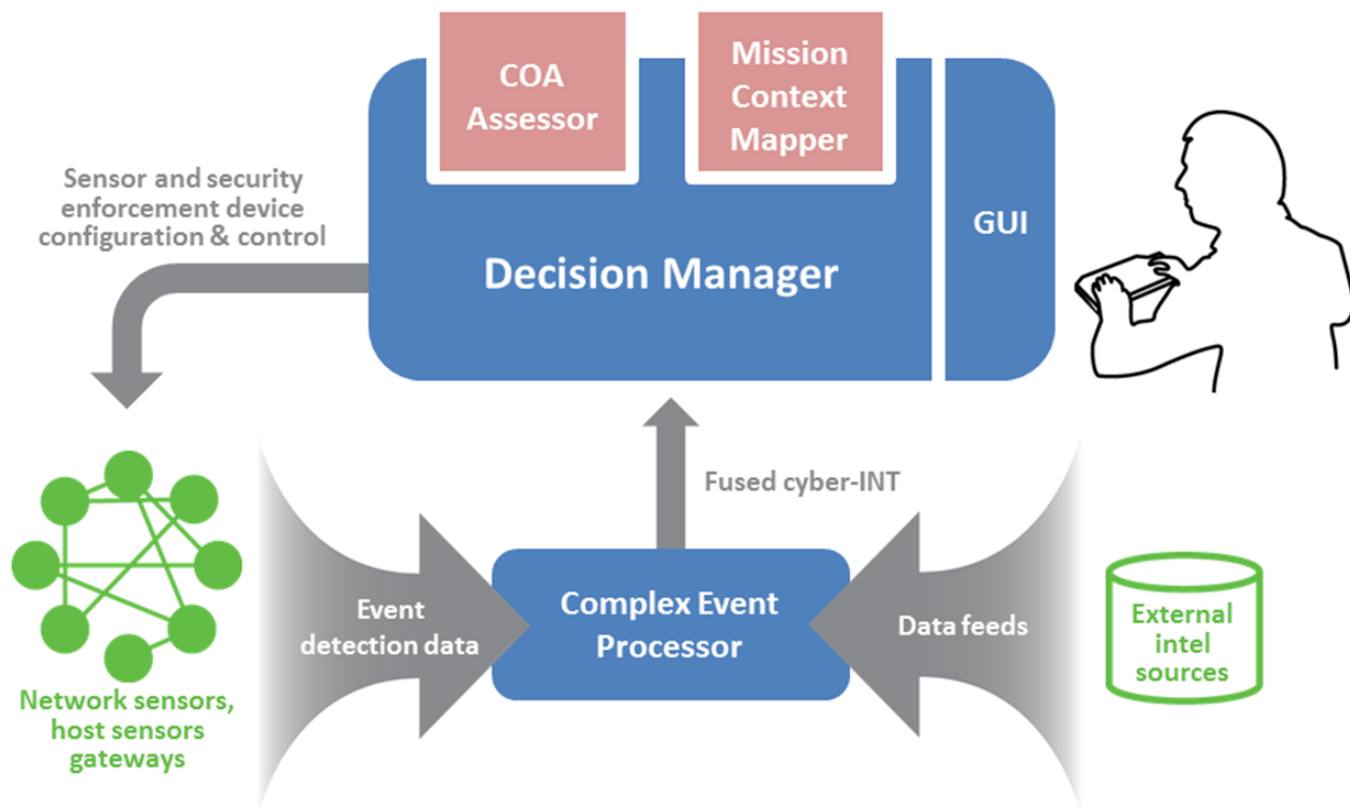 COA
Assessor
Mission
Context
Mapper
Sensor and security
enforcement device
configuration & control
GUI
Decision Manager
Fused cyber-INT
Event
detection data
Complex Event
Processor
Data feeds
External
intel
sources
Network sensors,
host sensors
gateways